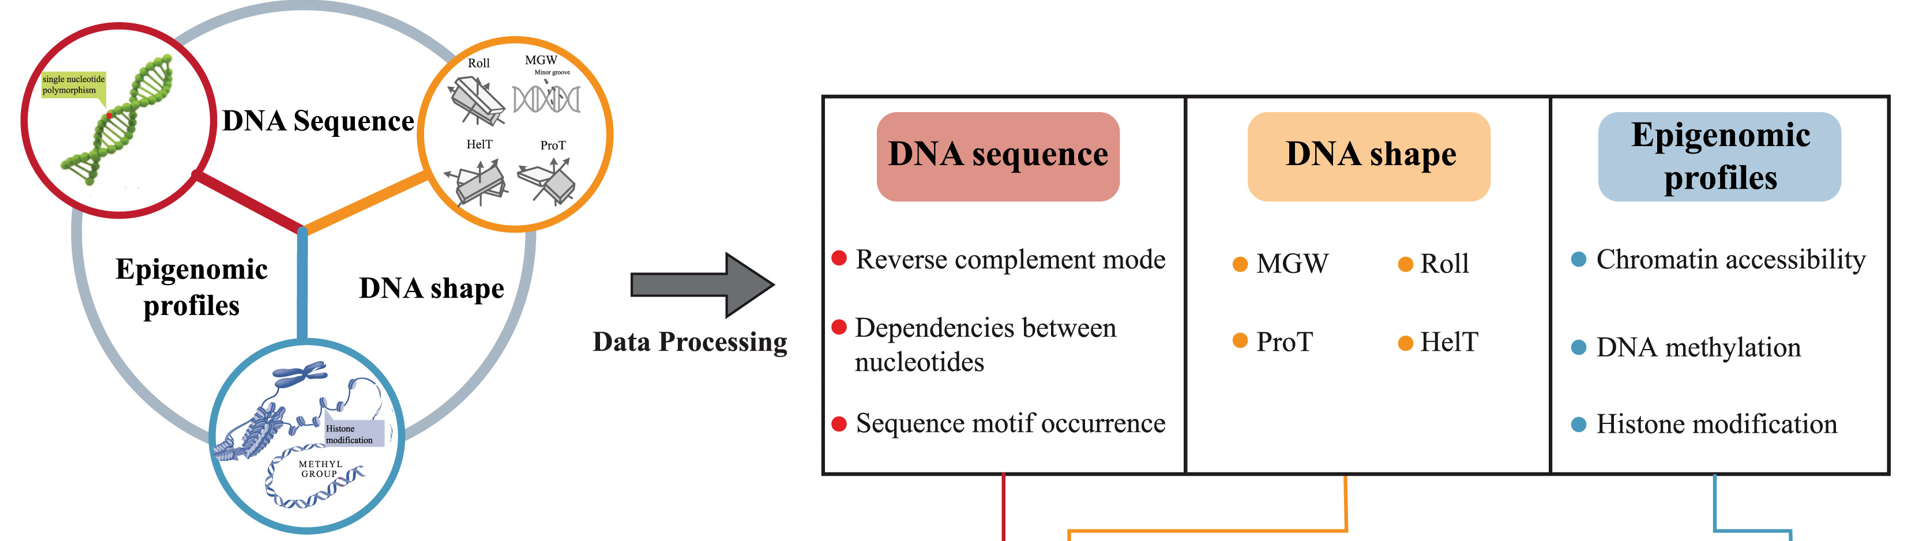 single nucleotide
polymorphism
DNA Sequence
Roll
MGW
Minor groove
HelT
ProT
Epigenomic
profiles
DNA shape
Histone
modification
METHYL
GROUP
Data Processing
DNA sequence
Reverse complement mode
Dependencies between
nucleotides
Sequence motif occurrence
DNA shape
MGW
Roll
ProT
HelT
Epigenomic
profiles
Chromatin accessibility
DNA methylation
Histone modification